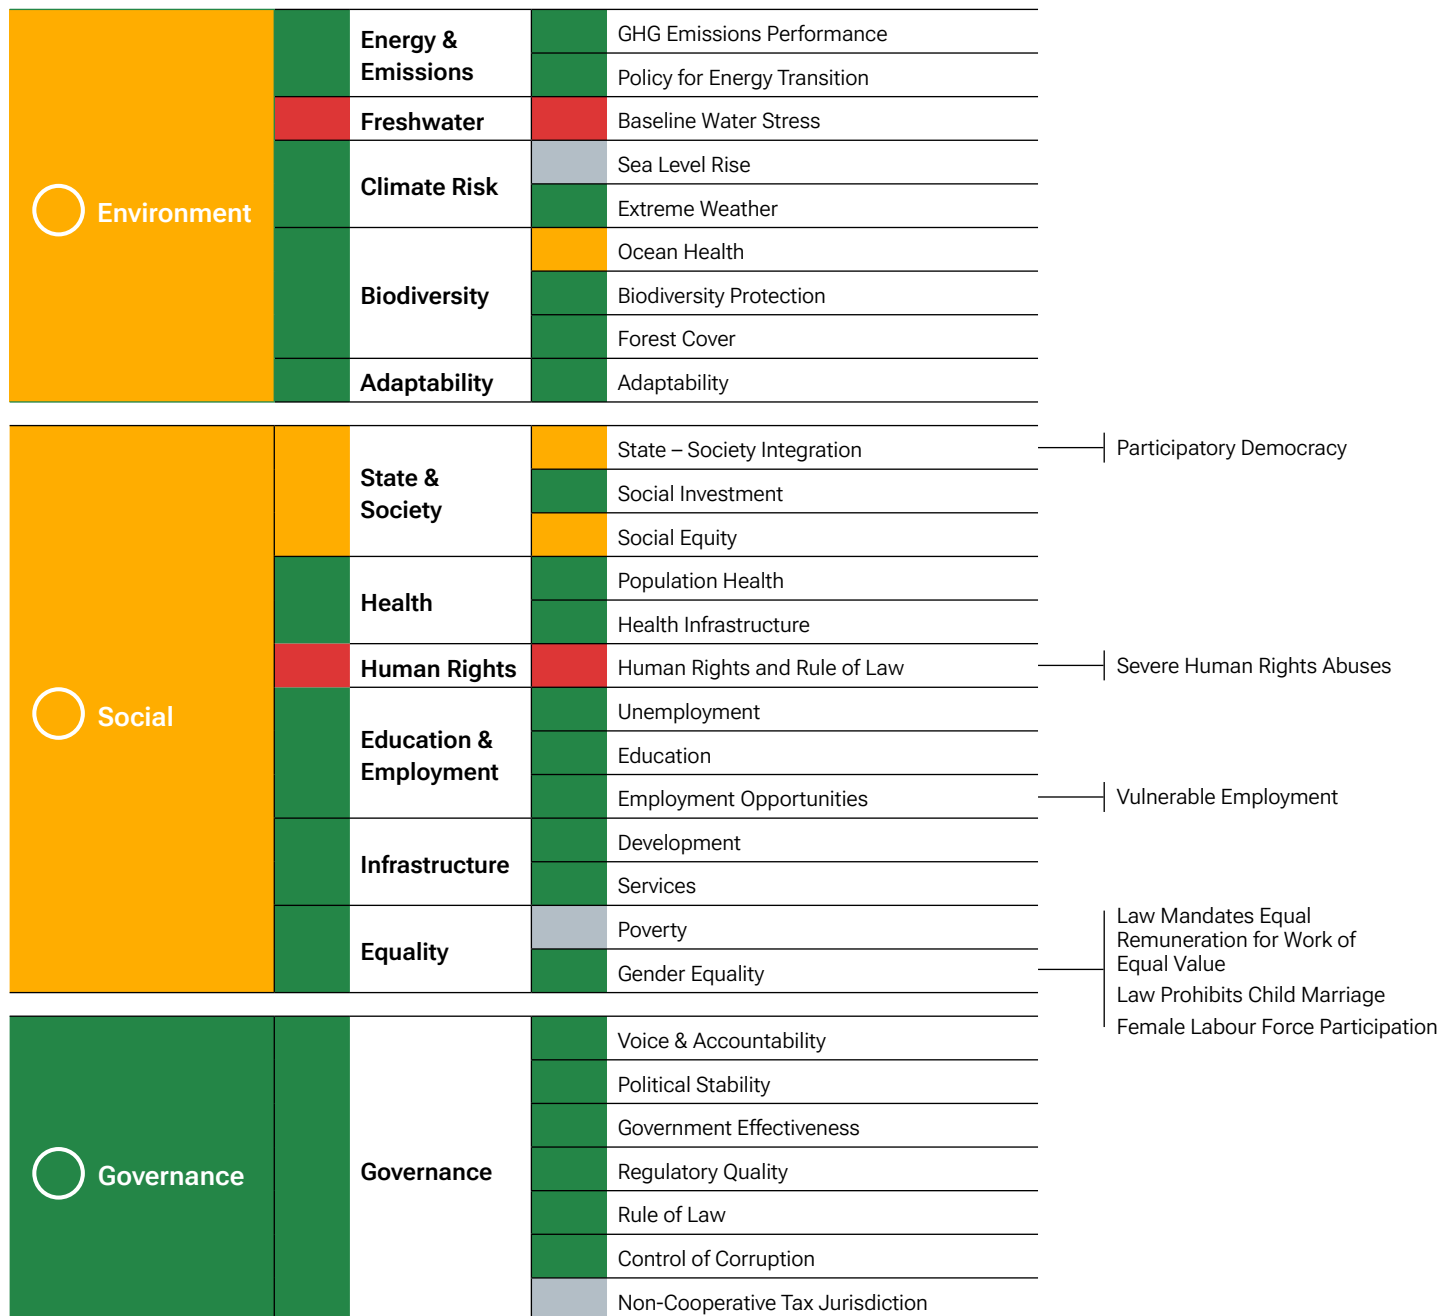 Environment
Energy &
Emissions
GHG Emissions Performance
Policy for Energy Transition
Freshwater
Baseline Water Stress
Climate Risk
Sea Level Rise
Extreme Weather
Biodiversity
Ocean Health
Biodiversity Protection
Forest Cover
Adaptability
Adaptability
Social
State &
Society
State – Society Integration
Participatory Democracy
Social Investment
Social Equity
Health
Population Health
Health Infrastructure
Human Rights
Human Rights and Rule of Law
Severe Human Rights Abuses
Education &
Employment
Unemployment
Education
Employment Opportunities
Vulnerable Employment
Infrastructure
Development
Services
Equality
Poverty
Gender Equality
Law Mandates Equal
Remuneration for Work of
Equal Value
Law Prohibits Child Marriage
Female Labour Force Participation
Governance
Governance
Voice & Accountability
Political Stability
Government Effectiveness
Regulatory Quality
Rule of Law
Control of Corruption
Non-Cooperative Tax Jurisdiction